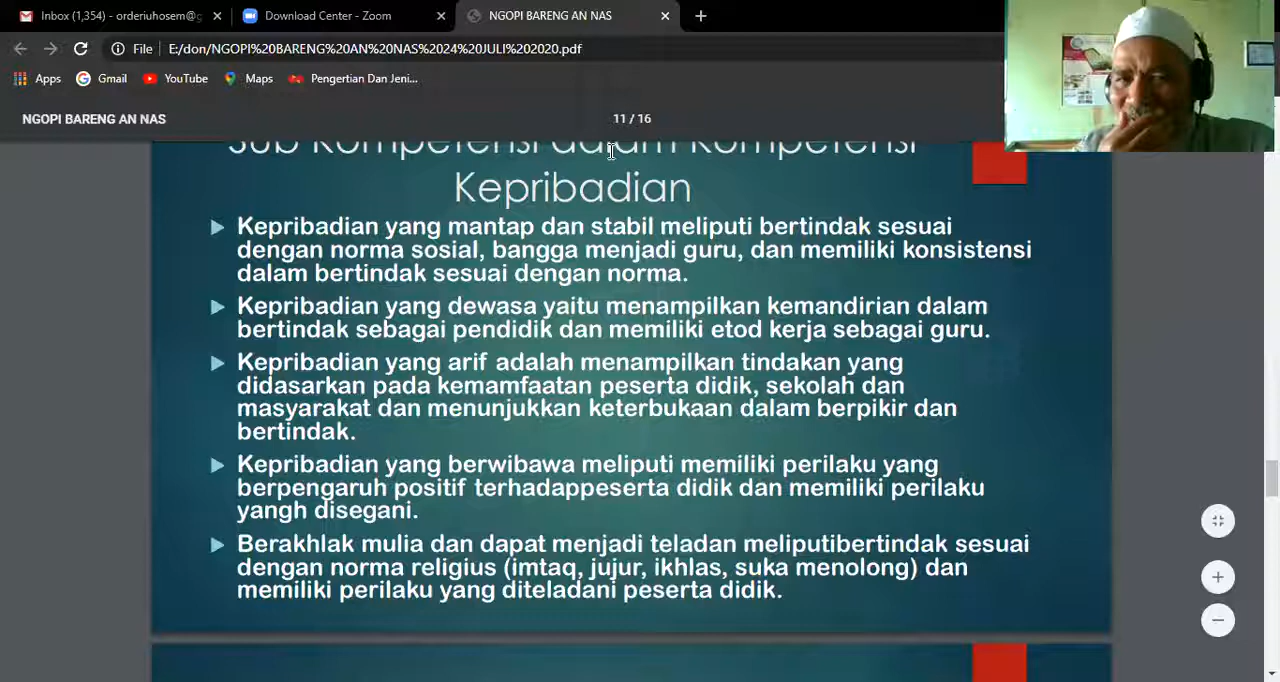 Inbox (1,354) - orderiuhosem@g
Download Center - Zoom
NGOPI BARENG AN NAS
File
E:/don/NGOPI%20BARENG%20AN%20NAS%2024%20JULI%202020.pdf
Apps
Gmail
YouTube
Maps
Pengertian Dan Jeni...
NGOPI BARENG AN NAS
11 / 16
Sub Kompetensi dalam Kompetensi
Kepribadian
Kepribadian yang mantap dan stabil meliputi bertindak sesuai
dengan norma sosial, bangga menjadi guru, dan memiliki konsistensi
dalam bertindak sesuai dengan norma.
Kepribadian yang dewasa yaitu menampilkan kemandirian dalam
bertindak sebagai pendidik dan memiliki etod kerja sebagai guru.
Kepribadian yang arif adalah menampilkan tindakan yang
didasarkan pada kemamfaatan peserta didik, sekolah dan
masyarakat dan menunjukkan keterbukaan dalam berpikir dan
bertindak.
Kepribadian yang berwibawa meliputi memiliki perilaku yang
berpengaruh positif terhadappeserta didik dan memiliki perilaku
yangh disegani.
Berakhlak mulia dan dapat menjadi teladan meliputibertindak sesuai
dengan norma religius (imtaq, jujur, ikhlas, suka menolong) dan
memiliki perilaku yang diteladani peserta didik.